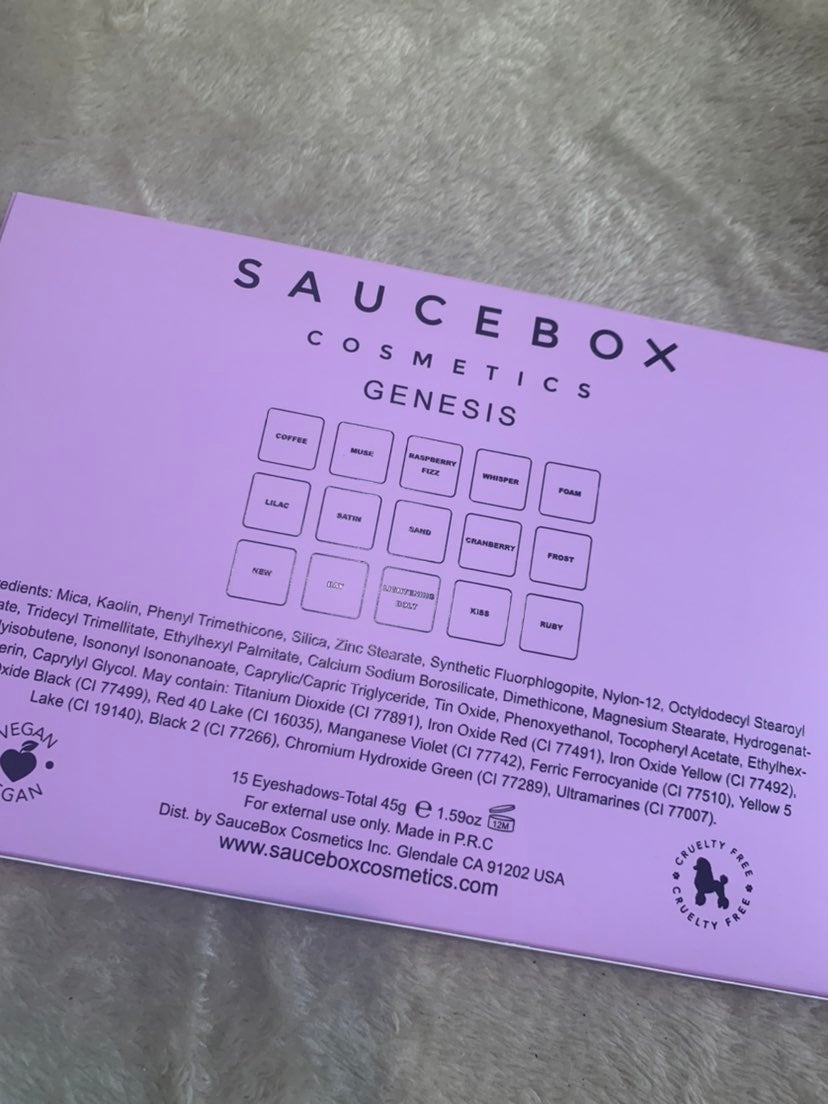 SAUCEBOX
COSMETICS
GENESIS
COFFEE MUSE RASPBERRY FIZZ WHISPER FOAM
LILAC SATIN SAND CRANBERRY FROST
NEW DAY LIGHTENING BOLT KISS RUBY
edients: Mica, Kaolin, Phenyl Trimethicone, Silica, Zinc Stearate, Synthetic Fluorphlogopite, Nylon-12, Octyldodecyl Stearoyl
ate, Tridecyl Trimellitate, Ethylhexyl Palmitate, Calcium Sodium Borosilicate, Dimethicone, Magnesium Stearate, Hydrogenat-
lyisobutene, Isononyl Isononanoate, Caprylic/Capric Triglyceride, Tin Oxide, Phenoxyethanol, Tocopheryl Acetate, Ethylhex-
erin, Caprylyl Glycol. May contain: Titanium Dioxide (CI 77891), Iron Oxide Red (CI 77491), Iron Oxide Yellow (CI 77492),
xide Black (CI 77499), Red 40 Lake (CI 16035), Manganese Violet (CI 77742), Ferric Ferrocyanide (CI 77510), Yellow 5
Lake (CI 19140), Black 2 (CI 77266), Chromium Hydroxide Green (CI 77289), Ultramarines (CI 77007).
VEGAN
GAN
15 Eyeshadows-Total 45g e 1.59oz 12M
For external use only. Made in P.R.C
Dist. by SauceBox Cosmetics Inc. Glendale CA 91202 USA
www.sauceboxcosmetics.com
CRUELTY FREE
CRUELTY FREE